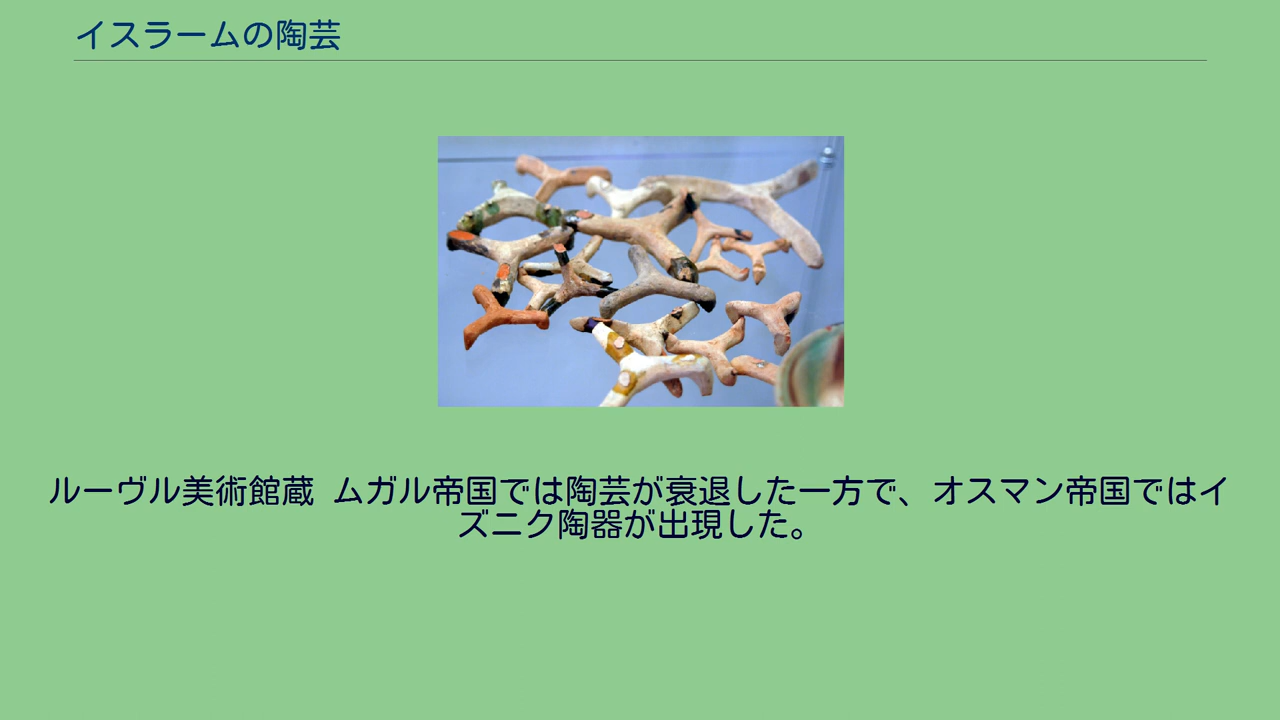 イスラームの陶芸
ルーヴル美術館蔵 ムガル帝国では陶芸が衰退した一方で、オスマン帝国ではイ
ズニク陶器が出現した。